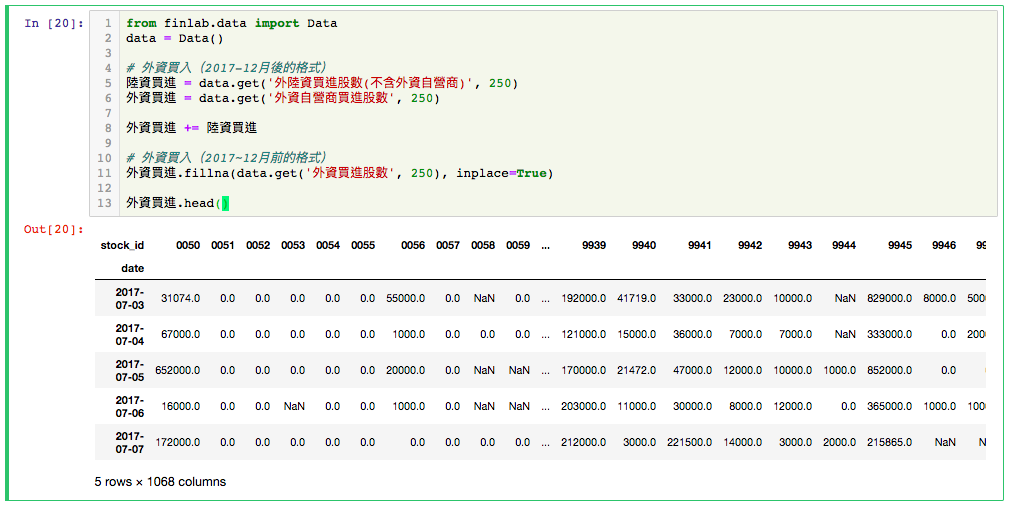 In [20]:
1 from finlab.data import Data
2 data = Data()
3
4 # 外資買入（2017-12月後的格式）
5 陸資買進 = data.get('外陸資買進股數(不含外資自營商)', 250)
6 外資買進 = data.get('外資自營商買進股數', 250)
7
8 外資買進 += 陸資買進
9
10 # 外資買入（2017~12月前的格式）
11 外資買進.fillna(data.get('外資買進股數', 250), inplace=True)
12
13 外資買進.head()
Out[20]:
stock_id 0050 0051 0052 0053 0054 0055 0056 0057 0058 0059 ... 9939 9940 9941 9942 9943 9944 9945 9946 99
date
2017-07-03 31074.0 0.0 0.0 0.0 0.0 0.0 55000.0 0.0 NaN 0.0 ... 192000.0 41719.0 33000.0 23000.0 10000.0 NaN 829000.0 8000.0 500
2017-07-04 67000.0 0.0 0.0 0.0 0.0 0.0 1000.0 0.0 0.0 0.0 ... 121000.0 15000.0 36000.0 7000.0 7000.0 NaN 333000.0 0.0 200
2017-07-05 652000.0 0.0 0.0 0.0 0.0 0.0 20000.0 0.0 NaN NaN ... 170000.0 21472.0 47000.0 12000.0 10000.0 1000.0 852000.0 0.0
2017-07-06 16000.0 0.0 0.0 NaN 0.0 0.0 1000.0 0.0 NaN NaN ... 203000.0 11000.0 30000.0 8000.0 12000.0 0.0 365000.0 1000.0 100
2017-07-07 172000.0 0.0 0.0 0.0 0.0 0.0 0.0 0.0 0.0 0.0 ... 212000.0 3000.0 221500.0 14000.0 3000.0 2000.0 215865.0 NaN N
5 rows × 1068 columns